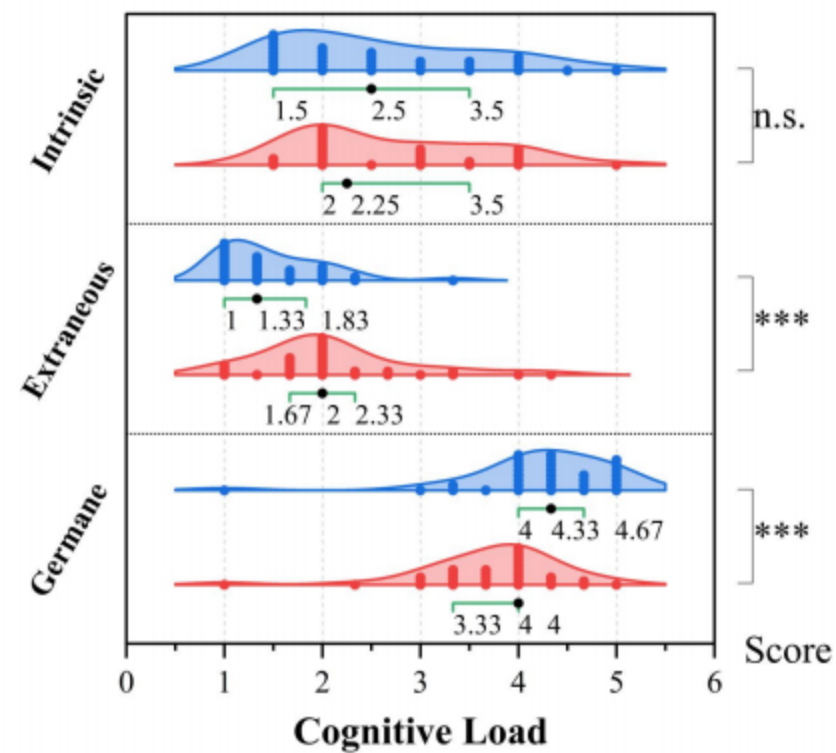 Intrinsic
1.5 2.5 3.5
2 2.25 3.5
n.s.
Extraneous
1 1.33 1.83
1.67 2 2.33
***
Germane
4 4.33 4.67
3.33 4 4
***
Score
0 1 2 3 4 5 6
Cognitive Load